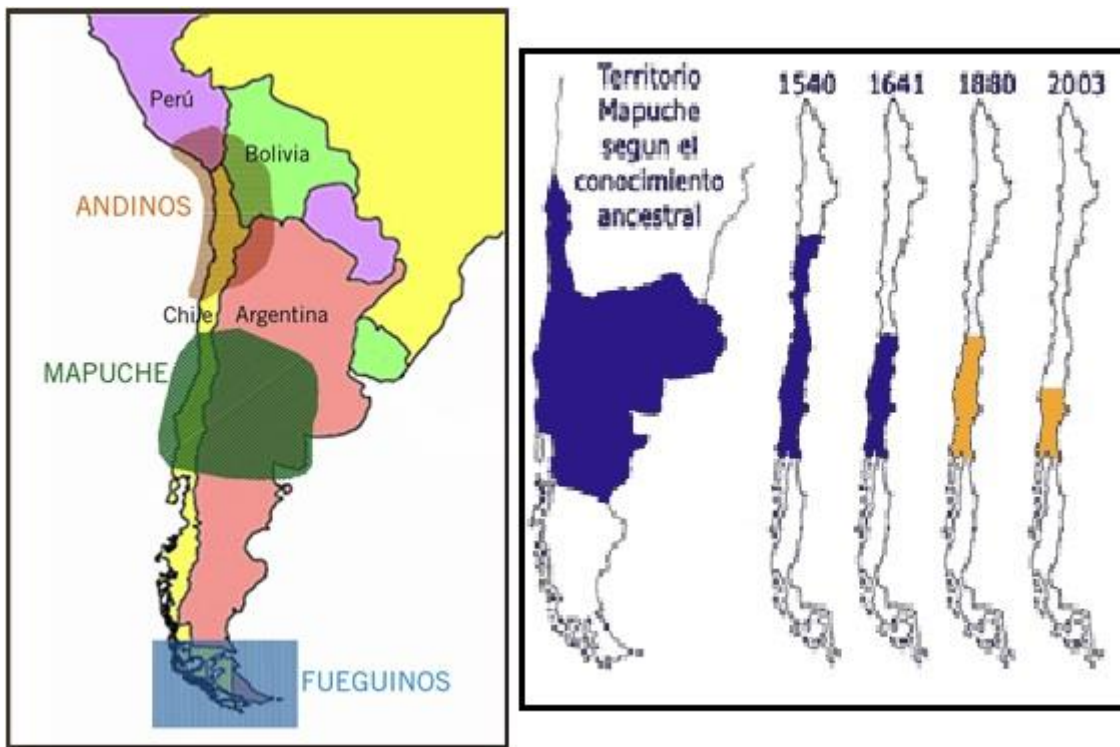 Perú
Bolivia
ANDINOS
Chile
Argentina
MAPUCHE
FUEGUINOS
Territorio
Mapuche
segun el
conocimiento
ancestral
1540
1641
1880
2003